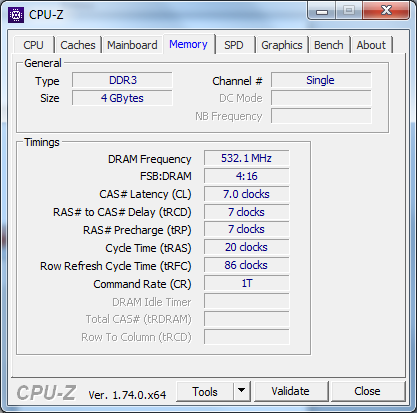 CPU-Z
CPU Caches Mainboard Memory SPD Graphics Bench About
General
Type DDR3 Channel # Single
Size 4 GBytes DC Mode
NB Frequency
Timings
DRAM Frequency 532.1 MHz
FSB:DRAM 4:16
CAS# Latency (CL) 7.0 clocks
RAS# to CAS# Delay (tRCD) 7 clocks
RAS# Precharge (tRP) 7 clocks
Cycle Time (tRAS) 20 clocks
Row Refresh Cycle Time (tRFC) 86 clocks
Command Rate (CR) 1T
DRAM Idle Timer
Total CAS# (tRDRAM)
Row To Column (tRCD)
CPU-Z Ver. 1.74.0.x64 Tools Validate Close